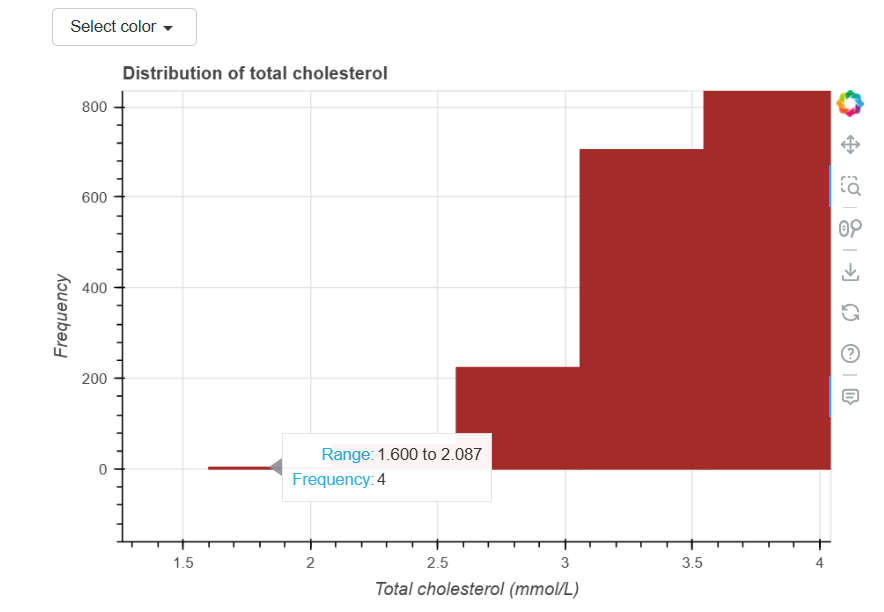 Select color
Distribution of total cholesterol
800
600
400
200
0
Frequency
Range: 1.600 to 2.087
Frequency: 4
1.5 2 2.5 3 3.5 4
Total cholesterol (mmol/L)